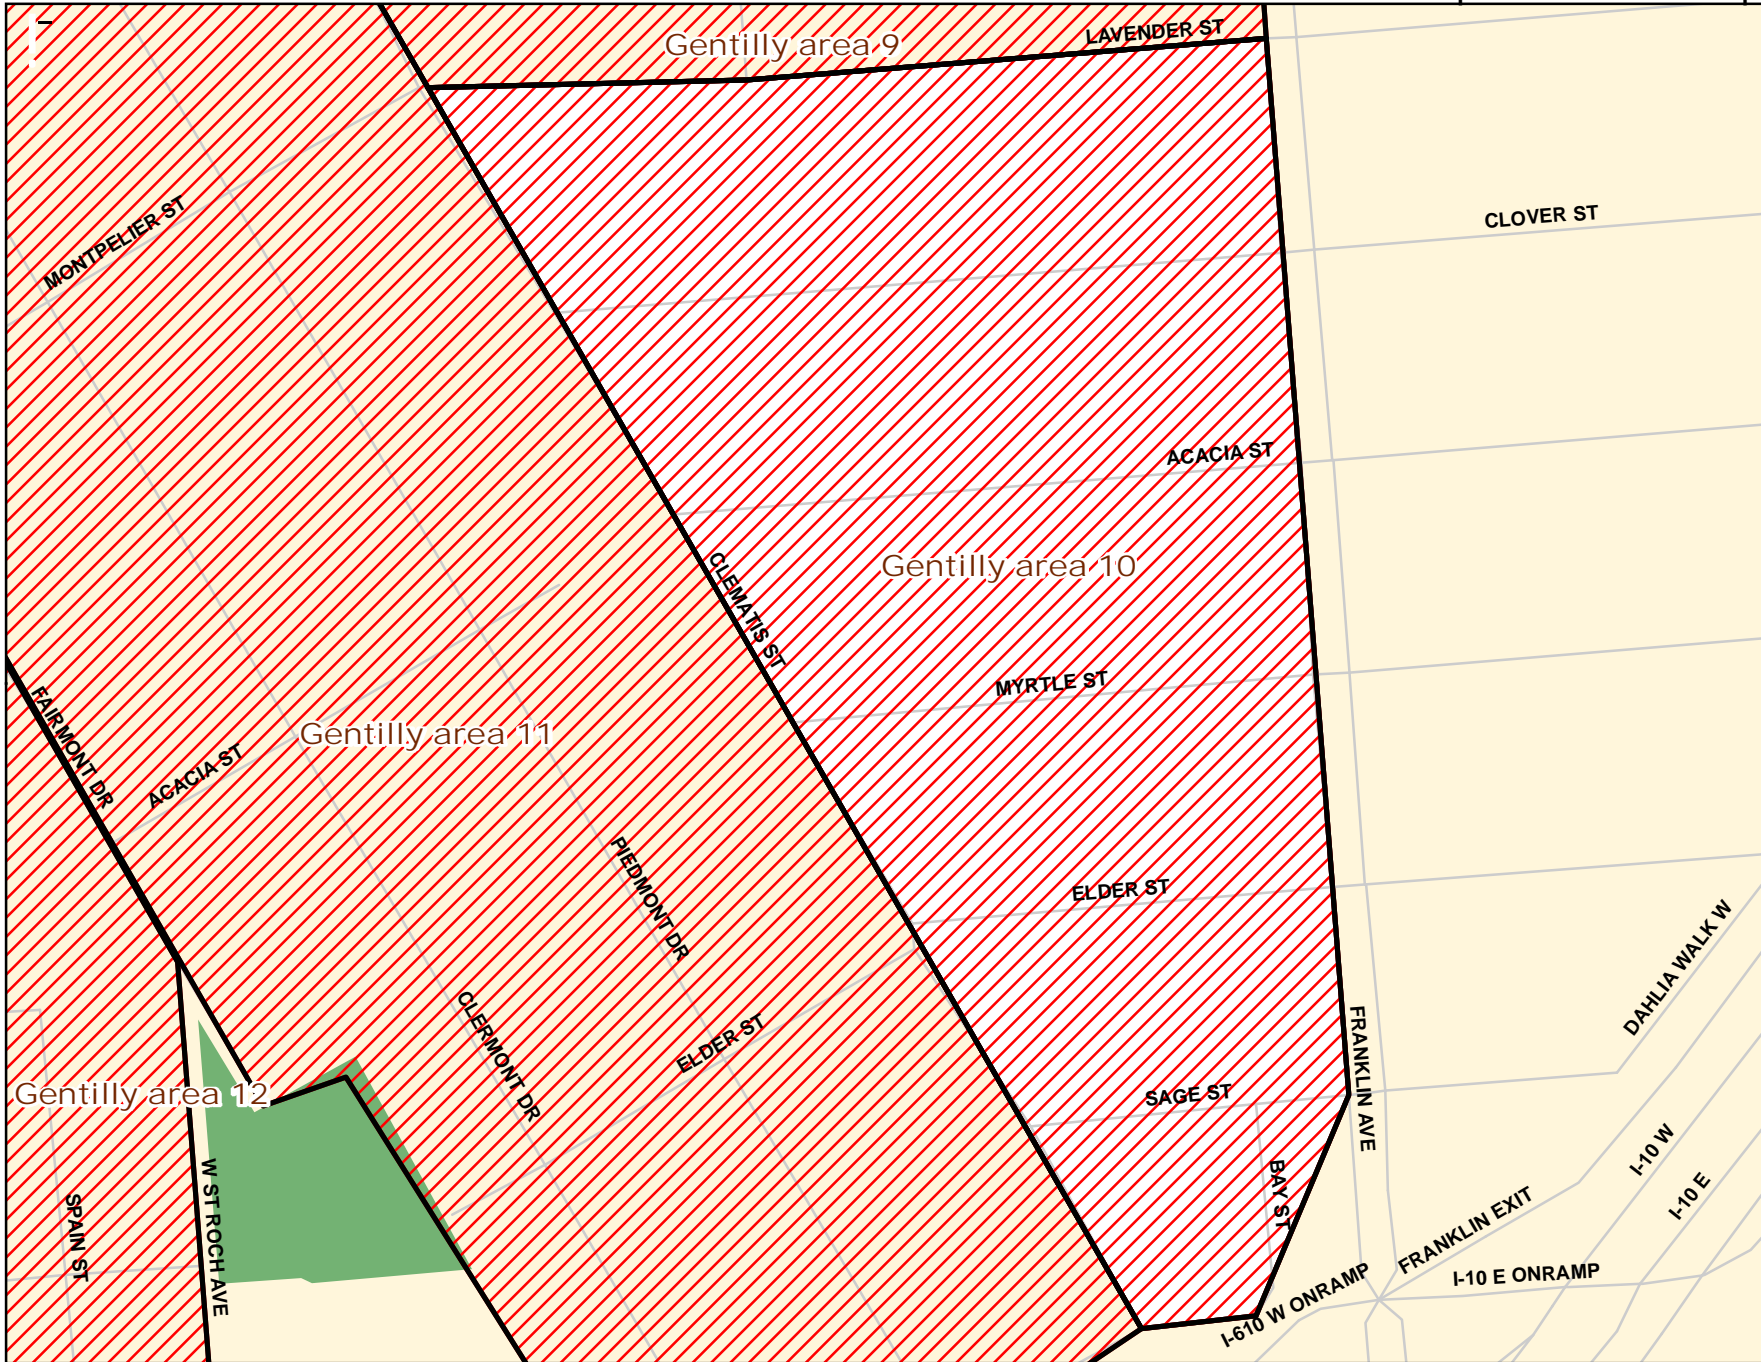 LAVENDER ST
Gentilly area 9
MONTPELIER ST
CLOVER ST
ACACIA ST
Gentilly area 10
CLEMATIS ST
MYRTLE ST
FAIRMONT DR
Gentilly area 11
ACACIA ST
PIEDMONT DR
ELDER ST
DAHLIA WALK W
CLERMONT DR
ELDER ST
FRANKLIN AVE
Gentilly area 12
SAGE ST
I-10 W
I-10 E
BAY ST
W ST ROCH AVE
SPAIN ST
FRANKLIN EXIT
I-10 E ONRAMP
I-610 W ONRAMP